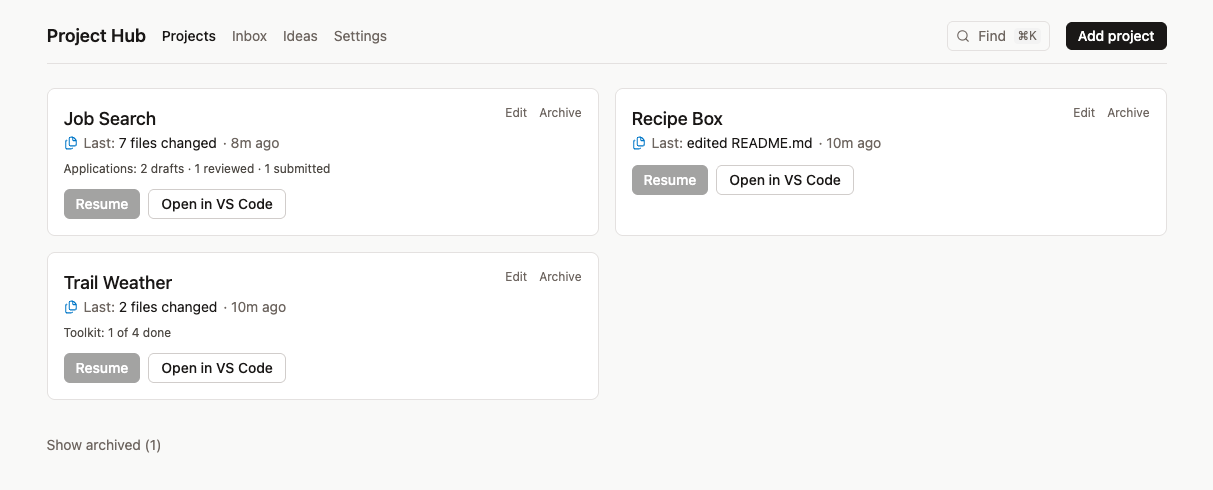 Project Hub Projects Inbox Ideas Settings Find ⌘K Add project
Job Search Edit Archive
Last: 7 files changed · 8m ago
Applications: 2 drafts · 1 reviewed · 1 submitted
Resume Open in VS Code
Recipe Box Edit Archive
Last: edited README.md · 10m ago
Resume Open in VS Code
Trail Weather Edit Archive
Last: 2 files changed · 10m ago
Toolkit: 1 of 4 done
Resume Open in VS Code
Show archived (1)